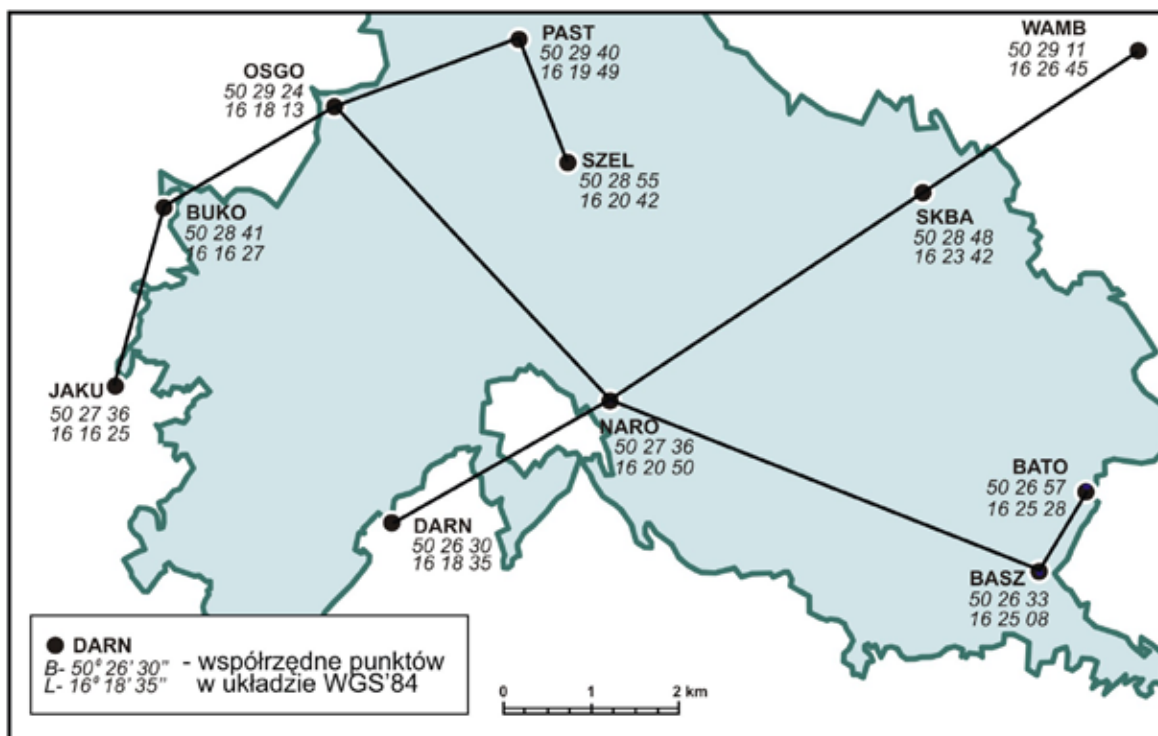 PAST
50 29 40
16 19 49
WAMB
50 29 11
16 26 45
OSGO
50 29 24
16 18 13
SZEL
50 28 55
16 20 42
BUKO
50 28 41
16 16 27
SKBA
50 28 48
16 23 42
JAKU
50 27 36
16 16 25
NARO
50 27 36
16 20 50
BATO
50 26 57
16 25 28
DARN
50 26 30
16 18 35
BASZ
50 26 33
16 25 08
DARN
B- 50° 26' 30" - współrzędne punktów
L- 16° 18' 35" w układzie WGS'84
0 1 2 km